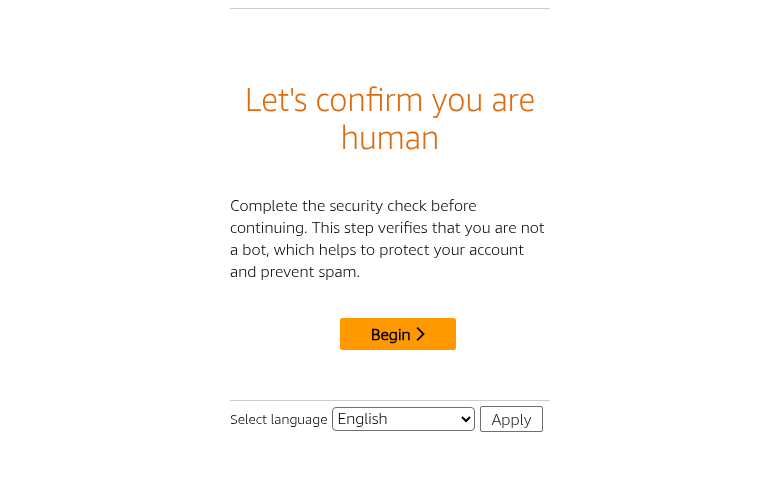 Let's confirm you are
human
Complete the security check before
continuing. This step verifies that you are not
a bot, which helps to protect your account
and prevent spam.
Begin
Select language English Apply